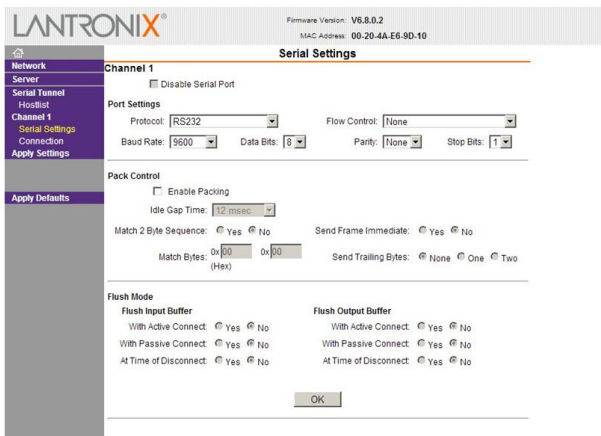 LANTRONIX®
Firmware Version: V6.8.0.2
MAC Address: 00-20-4A-E6-9D-10
Network
Server
Serial Tunnel
Hostlist
Channel 1
Serial Settings
Connection
Apply Settings
Apply Defaults
Serial Settings
Channel 1
Disable Serial Port
Port Settings
Protocol: RS232 Flow Control: None
Baud Rate: 9600 Data Bits: 8 Parity: None Stop Bits: 1
Pack Control
Enable Packing
Idle Gap Time: 12 msec
Match 2 Byte Sequence: Yes No Send Frame Immediate: Yes No
Match Bytes: 0x 00 0x 00 Send Trailing Bytes: None One Two
(Hex)
Flush Mode
Flush Input Buffer Flush Output Buffer
With Active Connect: Yes No With Active Connect: Yes No
With Passive Connect: Yes No With Passive Connect: Yes No
At Time of Disconnect: Yes No At Time of Disconnect: Yes No
OK